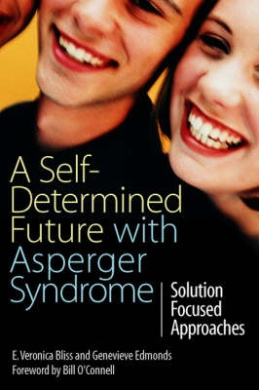 A Self-
Determined
Future with
Asperger
Syndrome
Solution
Focused
Approaches
E. Veronica Bliss and Genevieve Edmonds
Foreword by Bill O'Connell